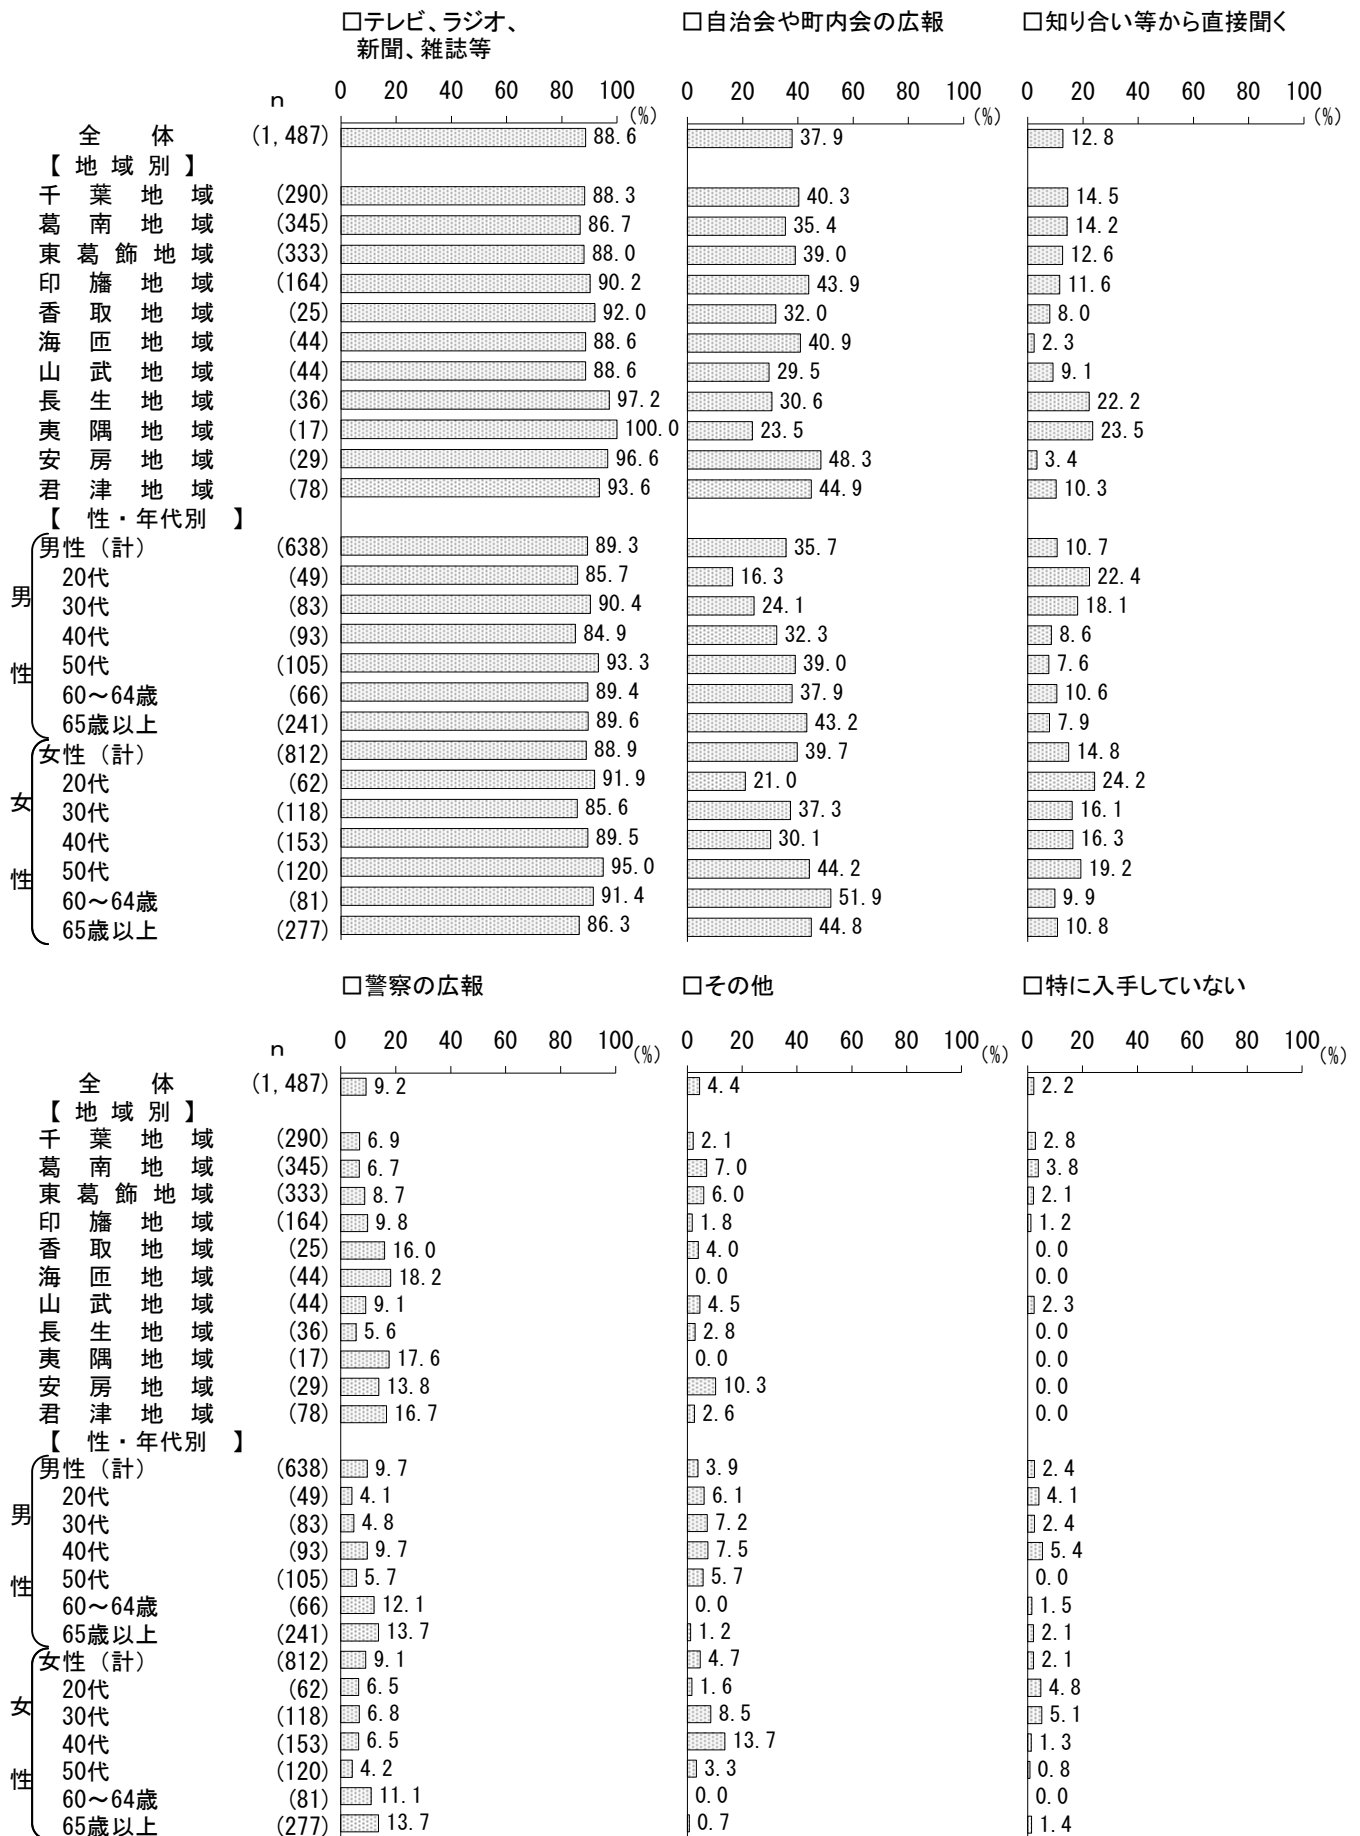 □テレビ、ラジオ、 □自治会や町内会の広報 □知り合い等から直接聞く
新聞、雑誌等
n 0 20 40 60 80 100 0 20 40 60 80 100 0 20 40 60 80 100
(%) (%) (%)
全体 (1,487) 88.6 37.9 12.8
【地域別】
千葉地域 (290) 88.3 40.3 14.5
葛南地域 (345) 86.7 35.4 14.2
東葛飾地域 (333) 88.0 39.0 12.6
印旛地域 (164) 90.2 43.9 11.6
香取地域 (25) 92.0 32.0 8.0
海匝地域 (44) 88.6 40.9 2.3
山武地域 (44) 88.6 29.5 9.1
長生地域 (36) 97.2 30.6 22.2
夷隅地域 (17) 100.0 23.5 23.5
安房地域 (29) 96.6 48.3 3.4
君津地域 (78) 93.6 44.9 10.3
【性・年代別】
男性(計) (638) 89.3 35.7 10.7
20代 (49) 85.7 16.3 22.4
男 30代 (83) 90.4 24.1 18.1
40代 (93) 84.9 32.3 8.6
性 50代 (105) 93.3 39.0 7.6
60～64歳 (66) 89.4 37.9 10.6
65歳以上 (241) 89.6 43.2 7.9
女性(計) (812) 88.9 39.7 14.8
20代 (62) 91.9 21.0 24.2
女 30代 (118) 85.6 37.3 16.1
40代 (153) 89.5 30.1 16.3
性 50代 (120) 95.0 44.2 19.2
60～64歳 (81) 91.4 51.9 9.9
65歳以上 (277) 86.3 44.8 10.8
□警察の広報 □その他 □特に入手していない
n 0 20 40 60 80 100 0 20 40 60 80 100 0 20 40 60 80 100
(%) (%) (%)
全体 (1,487) 9.2 4.4 2.2
【地域別】
千葉地域 (290) 6.9 2.1 2.8
葛南地域 (345) 6.7 7.0 3.8
東葛飾地域 (333) 8.7 6.0 2.1
印旛地域 (164) 9.8 1.8 1.2
香取地域 (25) 16.0 4.0 0.0
海匝地域 (44) 18.2 0.0 0.0
山武地域 (44) 9.1 4.5 2.3
長生地域 (36) 5.6 2.8 0.0
夷隅地域 (17) 17.6 0.0 0.0
安房地域 (29) 13.8 10.3 0.0
君津地域 (78) 16.7 2.6 0.0
【性・年代別】
男性(計) (638) 9.7 3.9 2.4
20代 (49) 4.1 6.1 4.1
男 30代 (83) 4.8 7.2 2.4
40代 (93) 9.7 7.5 5.4
性 50代 (105) 5.7 5.7 0.0
60～64歳 (66) 12.1 0.0 1.5
65歳以上 (241) 13.7 1.2 2.1
女性(計) (812) 9.1 4.7 2.1
20代 (62) 6.5 1.6 4.8
女 30代 (118) 6.8 8.5 5.1
40代 (153) 6.5 13.7 1.3
性 50代 (120) 4.2 3.3 0.8
60～64歳 (81) 11.1 0.0 0.0
65歳以上 (277) 13.7 0.7 1.4